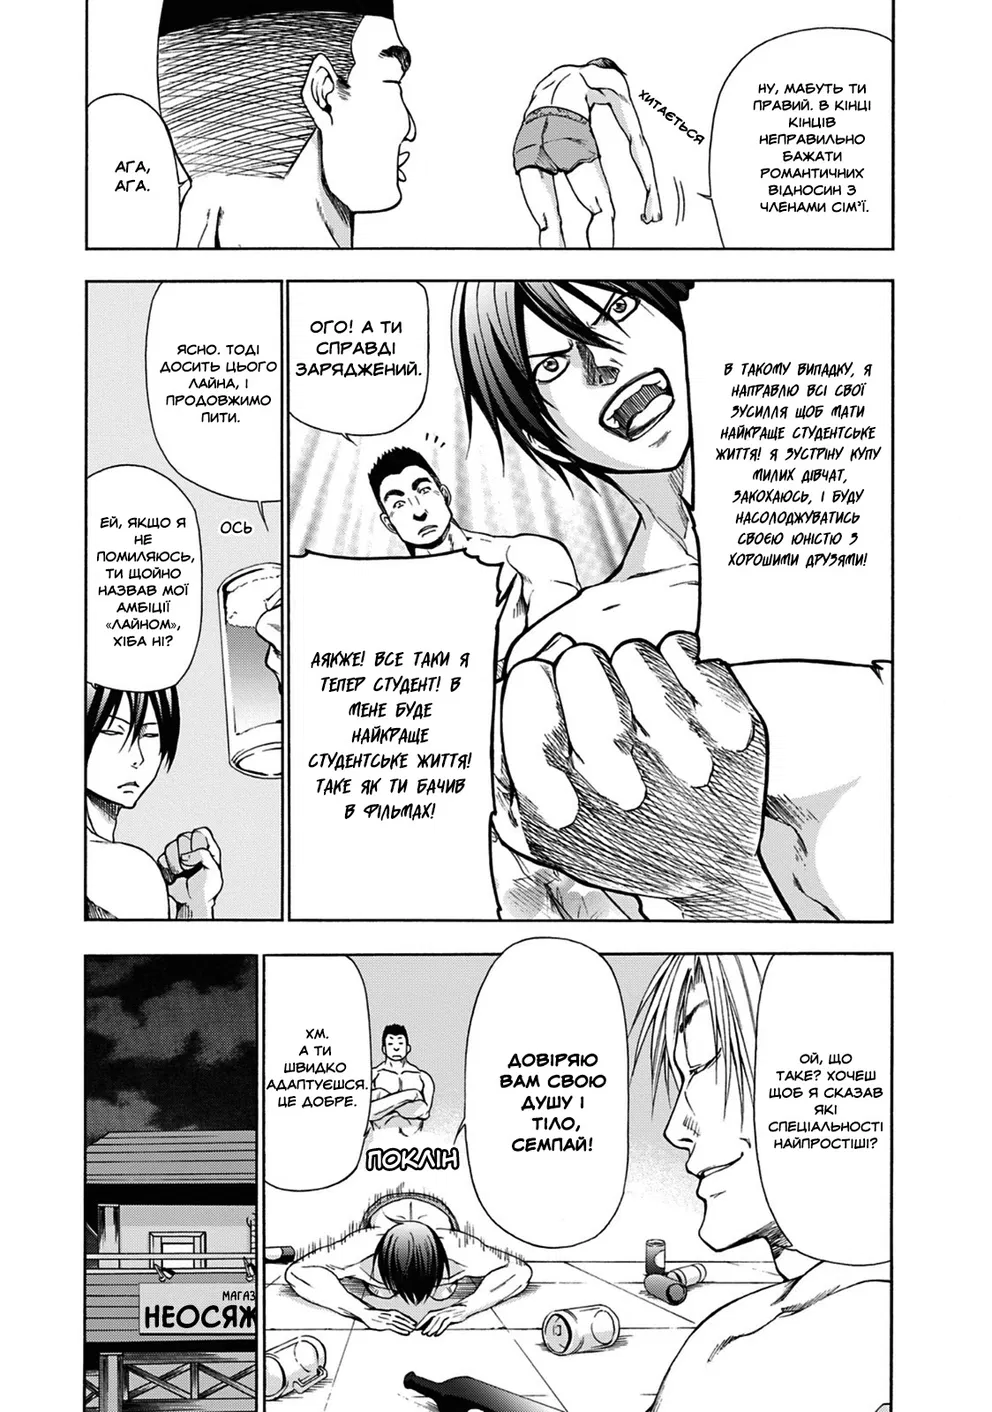 НУ, МАБУТЬ ТИ
ПРАВИЙ. В КІНЦІ
КІНЦІВ
НЕПРАВИЛЬНО
БАЖАТИ
РОМАНТИЧНИХ
ВІДНОСИН З
ЧЛЕНАМИ СІМ'Ї.
ХИТАЄТЬСЯ
АГА,
АГА.
В ТАКОМУ ВИПАДКУ, Я
НАПРАВЛЮ ВСІ СВОЇ
ЗУСИЛЛЯ ЩОБ МАТИ
НАЙКРАЩЕ СТУДЕНТСЬКЕ
ЖИТТЯ! Я ЗУСТРІНУ КУПУ
МИЛИХ ДІВЧАТ,
ЗАКОХАЮСЬ, І БУДУ
НАСОЛОДЖУВАТИСЬ
СВОЄЮ ЮНІСТЮ З
ХОРОШИМИ ДРУЗЯМИ!
ОГО! А ТИ
СПРАВДІ
ЗАРЯДЖЕНИЙ.
АЯКЖЕ! ВСЕ ТАКИ Я
ТЕПЕР СТУДЕНТ! В
МЕНЕ БУДЕ
НАЙКРАЩЕ
СТУДЕНТСЬКЕ ЖИТТЯ!
ТАКЕ ЯК ТИ БАЧИВ
В ФІЛЬМАХ!
ЯСНО. ТОДІ
ДОСИТЬ ЦЬОГО
ЛАЙНА, І
ПРОДОВЖИМО
ПИТИ.
ОСЬ
ЕЙ, ЯКЩО Я
НЕ
ПОМИЛЯЮСЬ,
ТИ ЩОЙНО
НАЗВАВ МОЇ
АМБІЦІЇ
«ЛАЙНОМ»,
ХІБА НІ?
ОЙ, ЩО
ТАКЕ? ХОЧЕШ
ЩОБ Я СКАЗАВ
ЯКІ
СПЕЦІАЛЬНОСТІ
НАЙПРОСТІШІ?
ДОВІРЯЮ
ВАМ СВОЮ
ДУШУ І
ТІЛО,
СЕМПАЙ!
ПОКЛІН
ХМ.
А ТИ
ШВИДКО
АДАПТУЄШСЯ.
ЦЕ ДОБРЕ.
МАГАЗ
НЕОСЯЖ